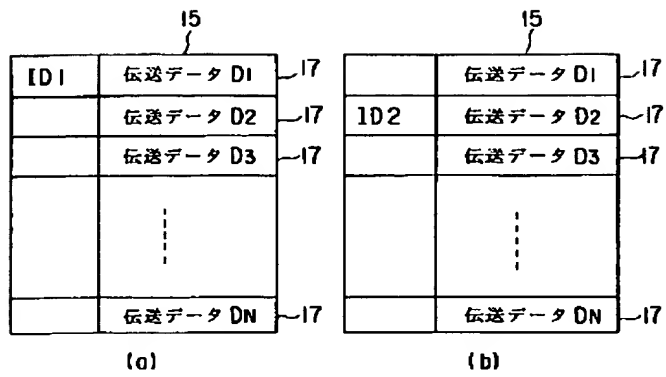 15
ID1 伝送データ D1 17
伝送データ D2 17
伝送データ D3 17
伝送データ DN 17
(a)
15
伝送データ D1 17
ID2 伝送データ D2 17
伝送データ D3 17
伝送データ DN 17
(b)